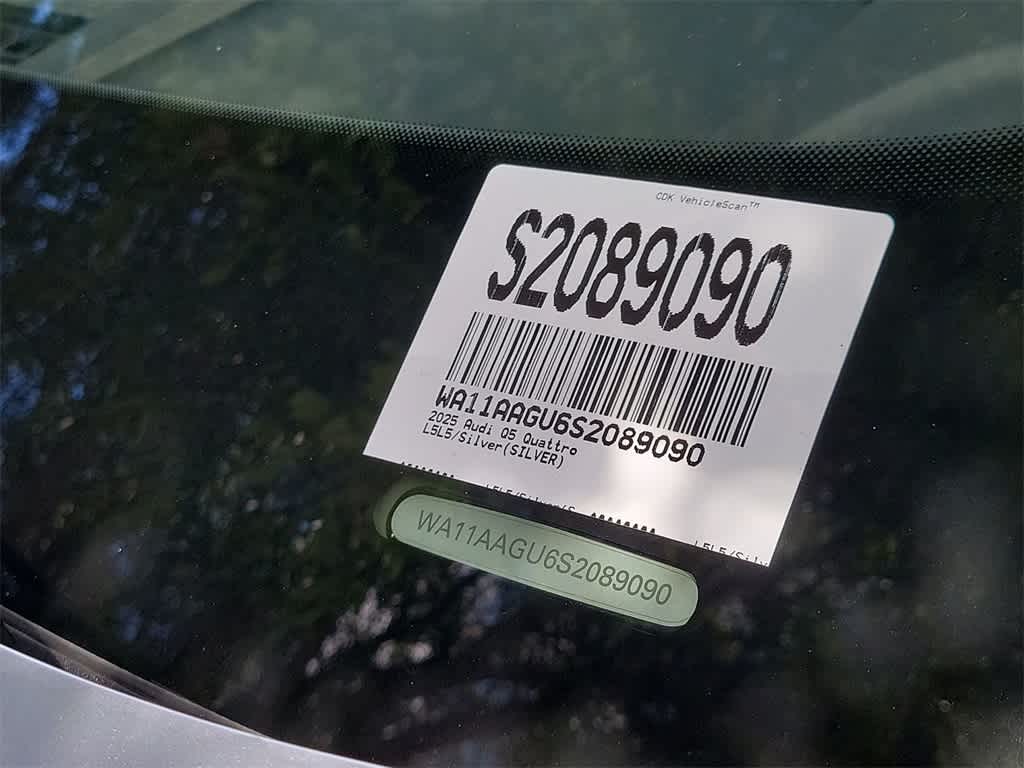 CDK VehicleScan™
S2089090
WA11AAGU6S2089090
2025 Audi Q5 Quattro
L5L5/Silver(SILVER)
WA11AAGU6S2089090